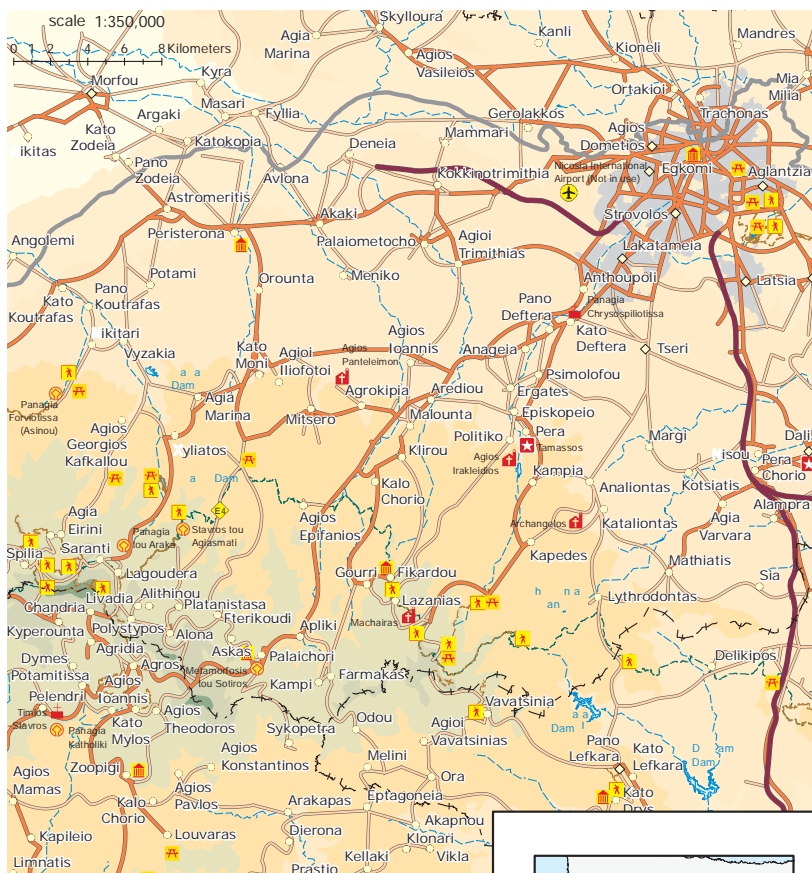 scale 1:350,000
0 1 2 4 6 8 Kilometers
Skylloura
Agia
Marina
Kanli
Mandres
Agios
Vasileios
Kioneli
Morfou
Kyra
Mia
Milia
Masari
Ortakioi
Argaki
Fyllia
Gerolakkos
Trachonas
ikitas
Kato
Zodeia
Katokopia
Mammari
Agios
Dometios
Deneia
Pano
Zodeia
Avlona
Kokkinotrimithia
Nicosia International
Airport (Not in use)
Egkomi
Aglantzia
Astromeritis
Akaki
Strovolos
Angolemi
Peristerona
Palaiometocho
Agioi
Trimithias
Lakatameia
Anthoupoli
Latsia
Potami
Orounta
Meniko
Kato
Koutrafas
Pano
Koutrafas
Pano
Deftera
Panagia
Chrysospiliotissa
Nikitari
Vyzakia
Kato
Moni
Agioi
Iliofotoi
Agios
Panteleimon
Agios
Ioannis
Anageia
Kato
Deftera
Tseri
a a
Dam
Psimolofou
Panagia
Forviotissa
(Asinou)
Agia
Marina
Agrokipia
Arediou
Ergates
Mitsero
Malounta
Episkopeio
Agios
Georgios
Kafkallou
Politiko
Pera
Tamassos
Margi
Dali
Xyliatos
Klirou
Agios
Irakleidios
Nisou
Pera
Chorio
a Dam
Kato
Chorio
Kampia
Analiontas
Kotsiatis
E4
Agia
Eirini
Agios
Epifanios
Archangelos
Kataliontas
Agia
Varvara
Alampra
Panagia
tou Araka
Stavros tou
Agiasmati
Saranti
Spilia
Kapedes
Mathiatis
Lagoudera
Gourri
Fikardou
Sia
Livadia
Alithinou
h n a
an
Lythrodontas
Chandria
Platanistasa
Lazanias
Fterikoudi
Machairas
Kyperounta
Polystypos
Alona
Apliki
Agridia
Askas
Palaichori
Delikipos
Dymes
Potamitissa
Agros
Metamorfosis
tou Sotiros
Farmakas
Pelendri
Agios
Ioannis
Kampi
Vavatsinia
Timios
Stavros
Agios
Theodoros
Odou
Agioi
Vavatsinias
a
Dam
Panagia
Katholiki
Kato
Mylos
Sykopetra
Pano
Lefkara
D am
Dam
Zoopigi
Agios
Konstantinos
Melini
Kato
Lefkara
Agios
Mamas
Ora
Agios
Pavlos
Kalo
Chorio
Arakapas
Eptagoneia
Kato
Drys
Akapnou
Kapileio
Louvaras
Dierona
Klonari
Limnatis
Prastio
Kellaki
Vikla